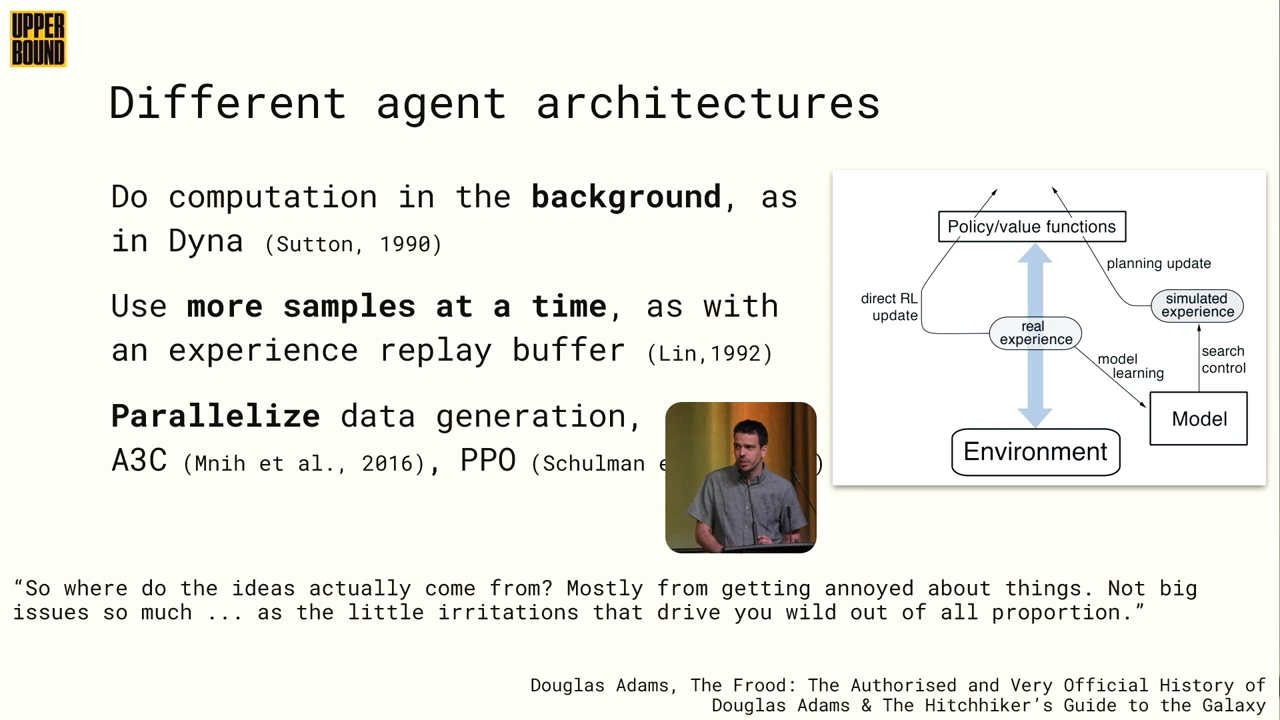 UPPER
BOUND
Different agent architectures
Do computation in the background, as
in Dyna (Sutton, 1990)
Use more samples at a time, as with
an experience replay buffer (Lin,1992)
Parallelize data generation,
A3C (Mnih et al., 2016), PPO (Schulman
Policy/value functions
planning update
direct RL
update
simulated
experience
real
experience
model
learning
search
control
Model
Environment
“So where do the ideas actually come from? Mostly from getting annoyed about things. Not big
issues so much ... as the little irritations that drive you wild out of all proportion.”
Douglas Adams, The Frood: The Authorised and Very Official History of
Douglas Adams & The Hitchhiker’s Guide to the Galaxy